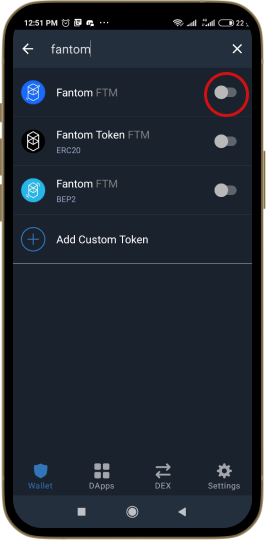 12:51 PM
22
fantom
Fantom FTM
Fantom Token FTM
ERC20
Fantom FTM
BEP2
Add Custom Token
Wallet
DApps
DEX
Settings